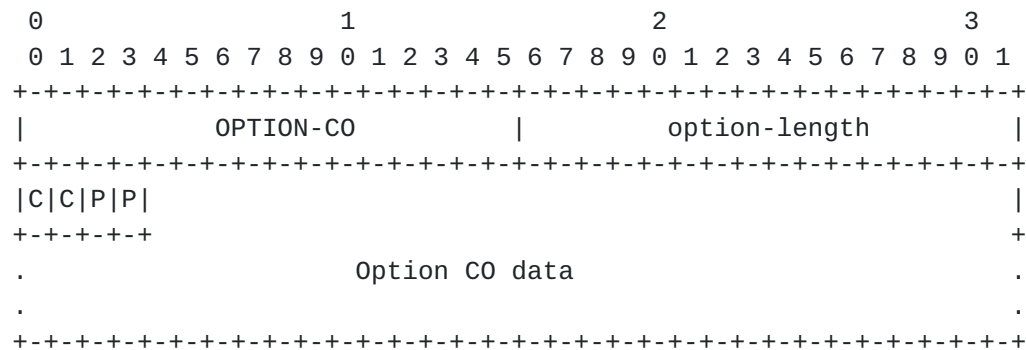 0                   1                   2                   3
 0 1 2 3 4 5 6 7 8 9 0 1 2 3 4 5 6 7 8 9 0 1 2 3 4 5 6 7 8 9 0 1
+-+-+-+-+-+-+-+-+-+-+-+-+-+-+-+-+-+-+-+-+-+-+-+-+-+-+-+-+-+-+-+-+
|            OPTION-CO          |         option-length         |
+-+-+-+-+-+-+-+-+-+-+-+-+-+-+-+-+-+-+-+-+-+-+-+-+-+-+-+-+-+-+-+-+
|C|C|P|P|                                                       |
+-+-+-+-+                                                       +
.                     Option CO data                            .
.                                                               .
+-+-+-+-+-+-+-+-+-+-+-+-+-+-+-+-+-+-+-+-+-+-+-+-+-+-+-+-+-+-+-+-+